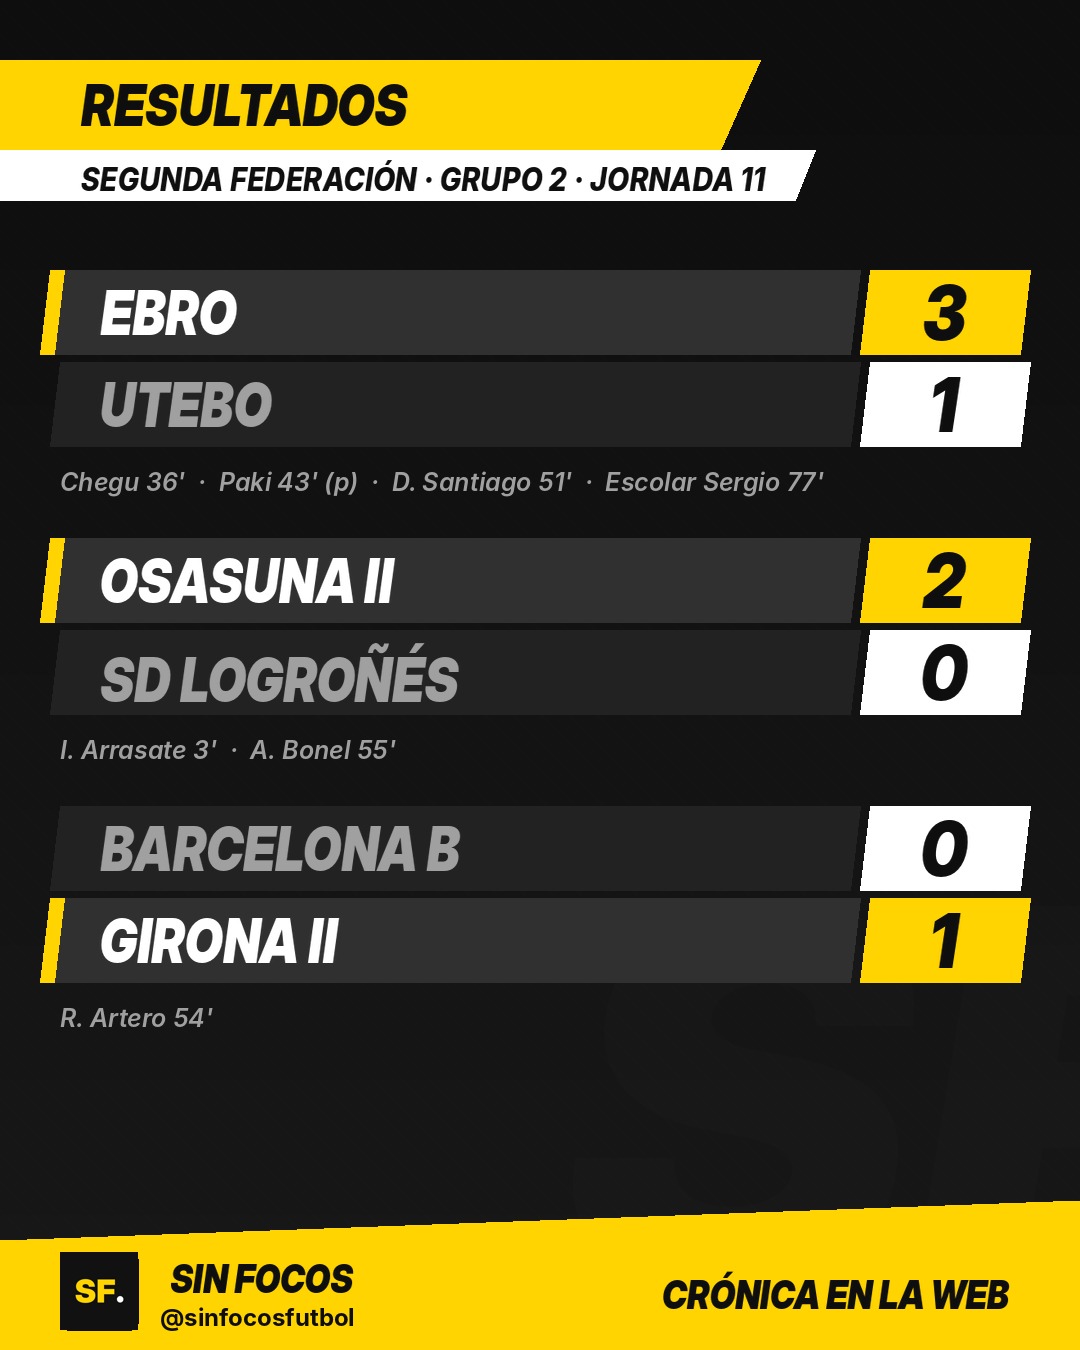 RESULTADOS
SEGUNDA FEDERACIÓN · GRUPO 2 · JORNADA 11
EBRO 3
UTEBO 1
Chegu 36' · Paki 43' (p) · D. Santiago 51' · Escolar Sergio 77'
OSASUNA II 2
SD LOGROÑÉS 0
I. Arrasate 3' · A. Bonel 55'
BARCELONA B 0
GIRONA II 1
R. Artero 54'
SF
SF.
SIN FOCOS
@sinfocosfutbol
CRÓNICA EN LA WEB